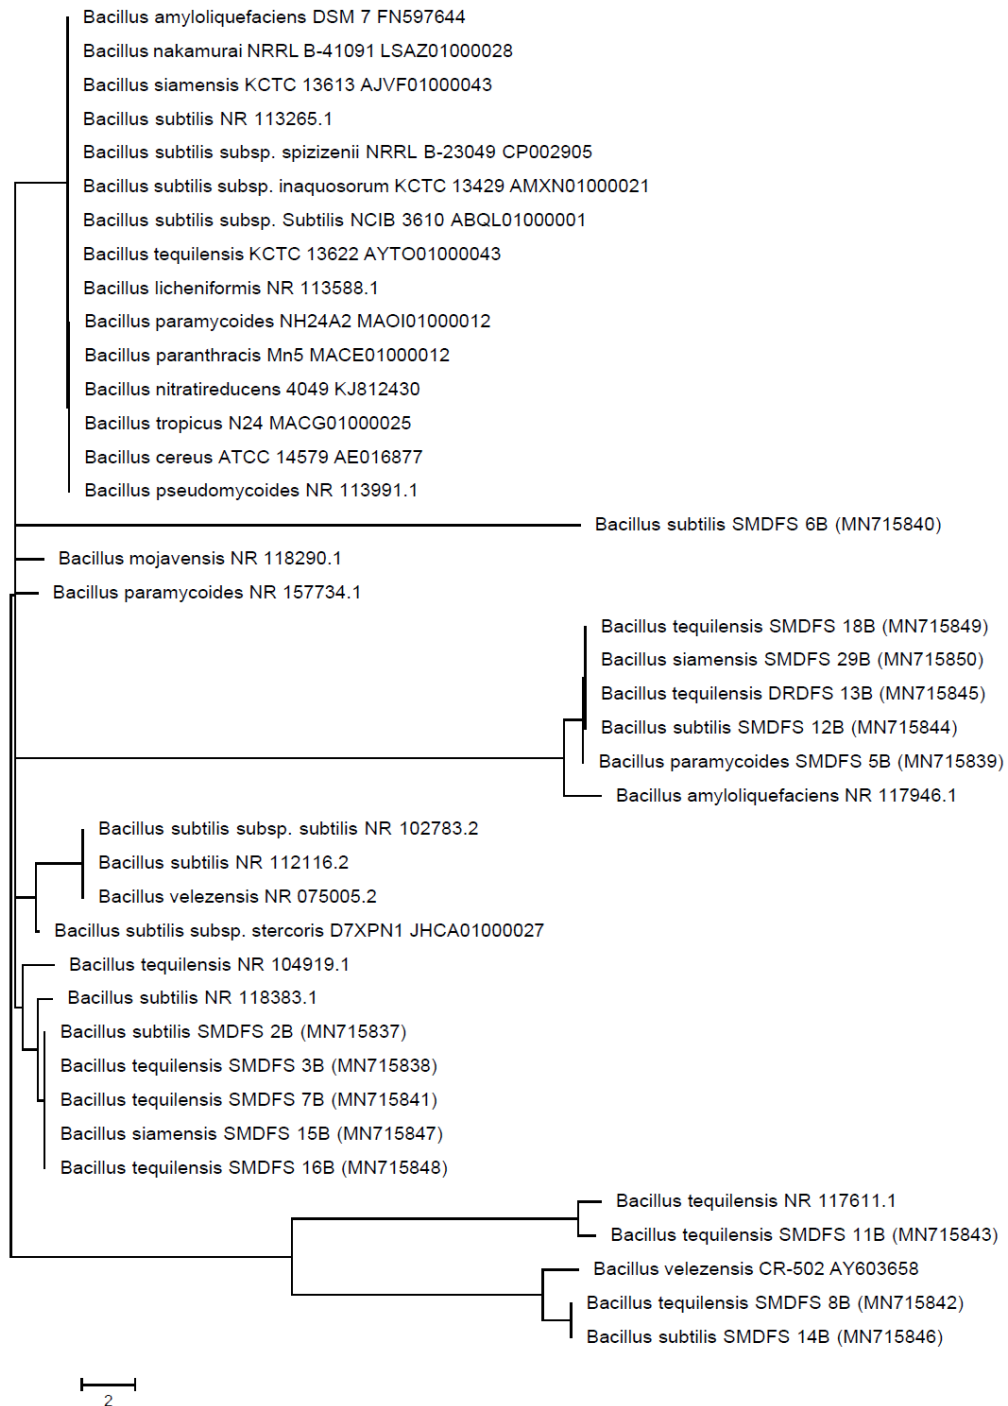 Bacillus amyloliquefaciens DSM 7 FN597644
Bacillus nakamurai NRRL B-41091 LSAZ01000028
Bacillus siamensis KCTC 13613 AJVF01000043
Bacillus subtilis NR 113265.1
Bacillus subtilis subsp. spizizenii NRRL B-23049 CP002905
Bacillus subtilis subsp. inaquosorum KCTC 13429 AMXN01000021
Bacillus subtilis subsp. Subtilis NCIB 3610 ABQL01000001
Bacillus tequilensis KCTC 13622 AYTO01000043
Bacillus licheniformis NR 113588.1
Bacillus paramycoides NH24A2 MAOI01000012
Bacillus paranthracis Mn5 MACE01000012
Bacillus nitratireducens 4049 KJ812430
Bacillus tropicus N24 MACG01000025
Bacillus cereus ATCC 14579 AE016877
Bacillus pseudomycoides NR 113991.1
Bacillus subtilis SMDFS 6B (MN715840)
Bacillus mojavensis NR 118290.1
Bacillus paramycoides NR 157734.1
Bacillus tequilensis SMDFS 18B (MN715849)
Bacillus siamensis SMDFS 29B (MN715850)
Bacillus tequilensis DRDFS 13B (MN715845)
Bacillus subtilis SMDFS 12B (MN715844)
Bacillus paramycoides SMDFS 5B (MN715839)
Bacillus amyloliquefaciens NR 117946.1
Bacillus subtilis subsp. subtilis NR 102783.2
Bacillus subtilis NR 112116.2
Bacillus velezensis NR 075005.2
Bacillus subtilis subsp. stercoris D7XPN1 JHCA01000027
Bacillus tequilensis NR 104919.1
Bacillus subtilis NR 118383.1
Bacillus subtilis SMDFS 2B (MN715837)
Bacillus tequilensis SMDFS 3B (MN715838)
Bacillus tequilensis SMDFS 7B (MN715841)
Bacillus siamensis SMDFS 15B (MN715847)
Bacillus tequilensis SMDFS 16B (MN715848)
Bacillus tequilensis NR 117611.1
Bacillus tequilensis SMDFS 11B (MN715843)
Bacillus velezensis CR-502 AY603658
Bacillus tequilensis SMDFS 8B (MN715842)
Bacillus subtilis SMDFS 14B (MN715846)
2